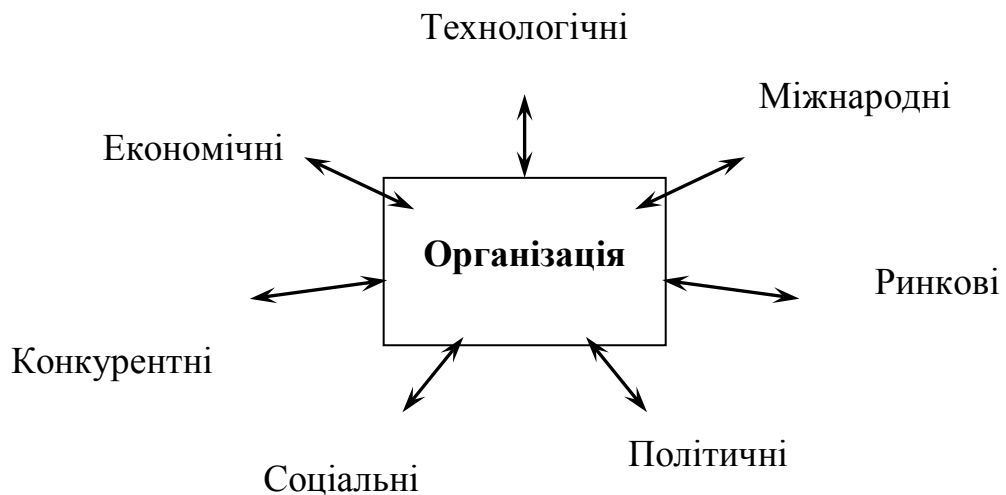 Технологічні
Міжнародні
Економічні
Організація
Ринкові
Конкурентні
Політичні
Соціальні